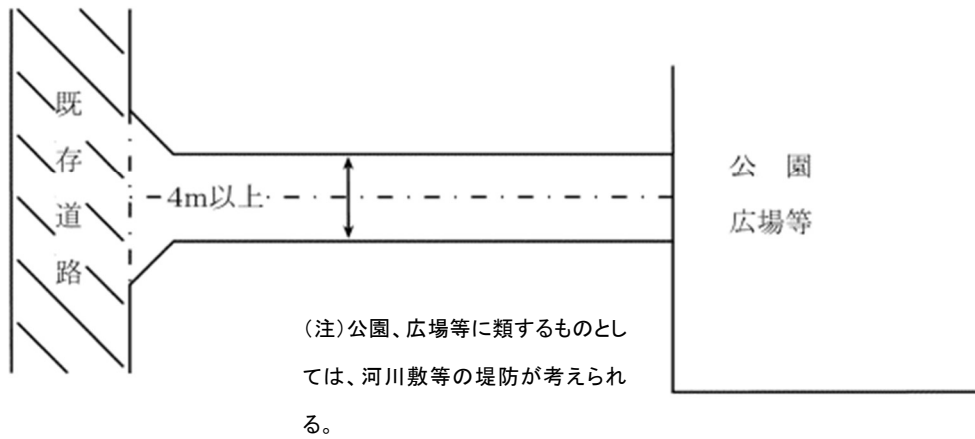 既存道路
4m以上
公　園
広場等
（注）公園、広場等に類するものとし
ては、河川敷等の堤防が考えられ
る。